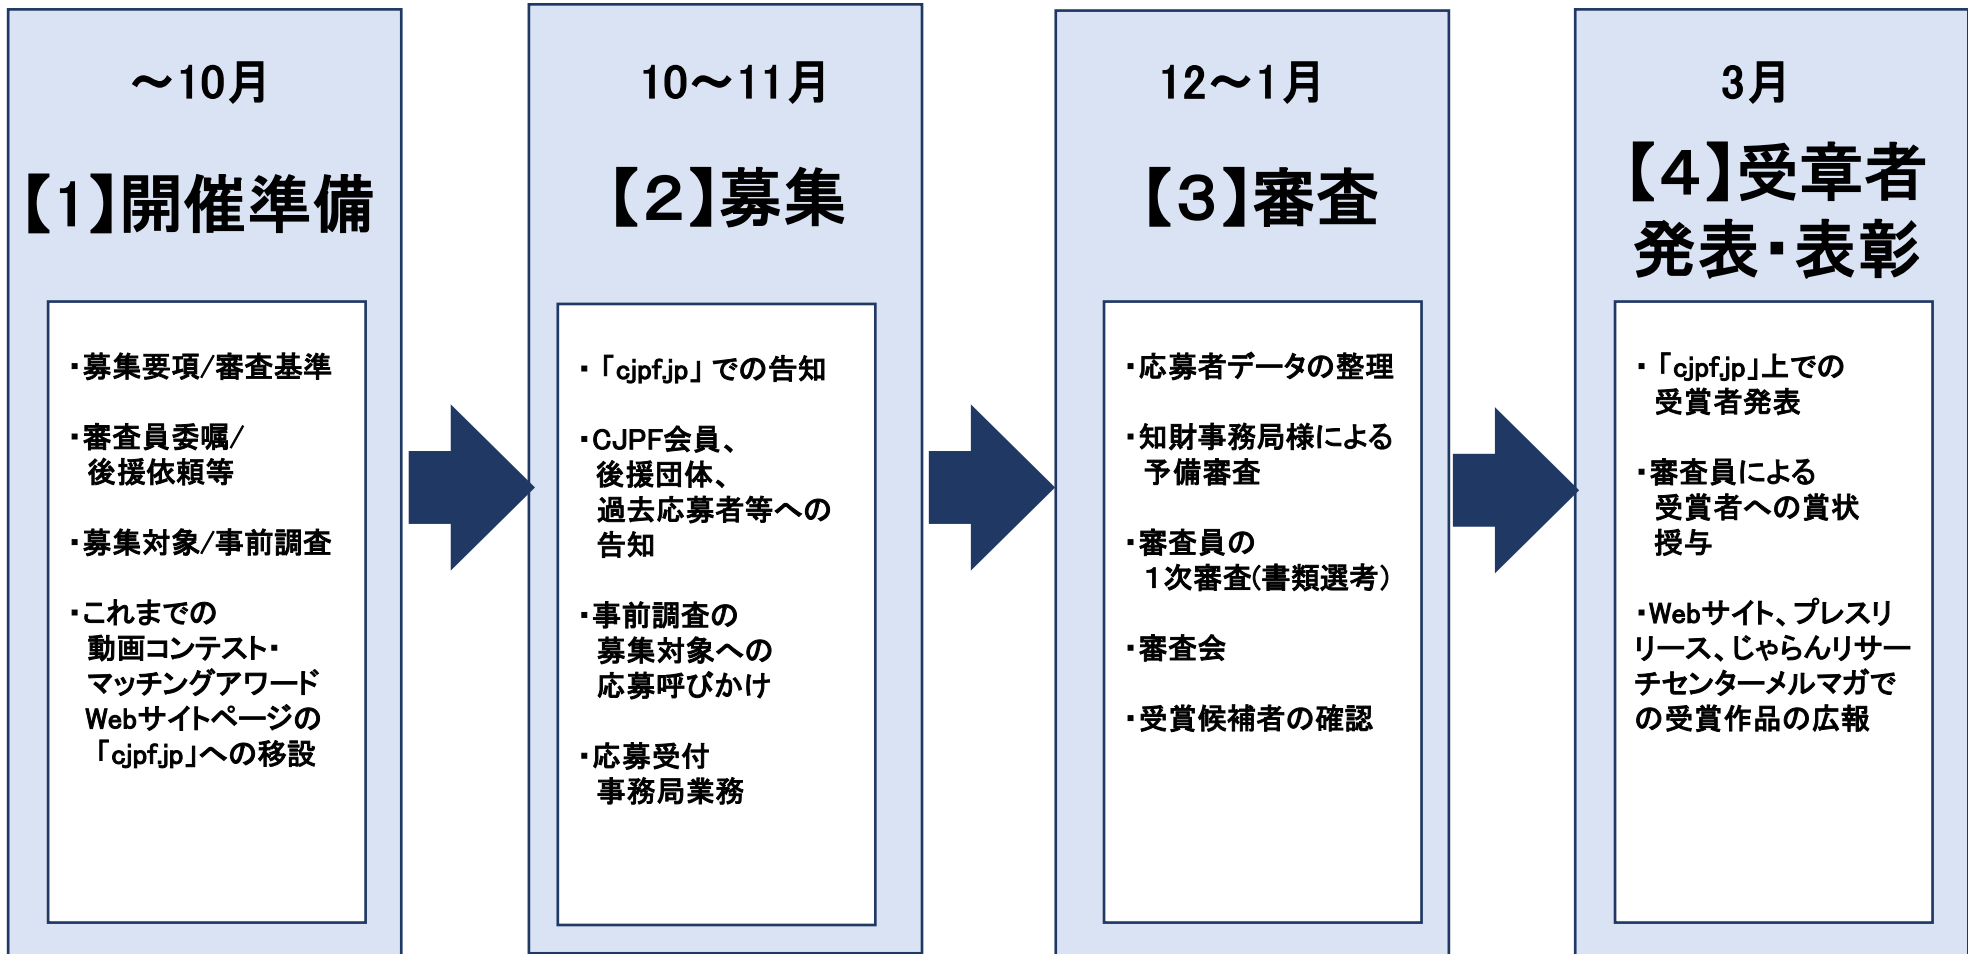 ～10月
【1】開催準備
・募集要項/審査基準
・審査員委嘱/
後援依頼等
・募集対象/事前調査
・これまでの
動画コンテスト・
マッチングアワード
Webサイトページの
「cjpf.jp」への移設
10～11月
【2】募集
・「cjpf.jp」での告知
・CJPF会員、
後援団体、
過去応募者等への
告知
・事前調査の
募集対象への
応募呼びかけ
・応募受付
事務局業務
12～1月
【3】審査
・応募者データの整理
・知財事務局様による
予備審査
・審査員の
１次審査(書類選考)
・審査会
・受賞候補者の確認
3月
【4】受章者
発表・表彰
・「cjpf.jp」上での
受賞者発表
・審査員による
受賞者への賞状
授与
・Webサイト、プレスリ
リース、じゃらんリサー
チセンターメルマガで
の受賞作品の広報